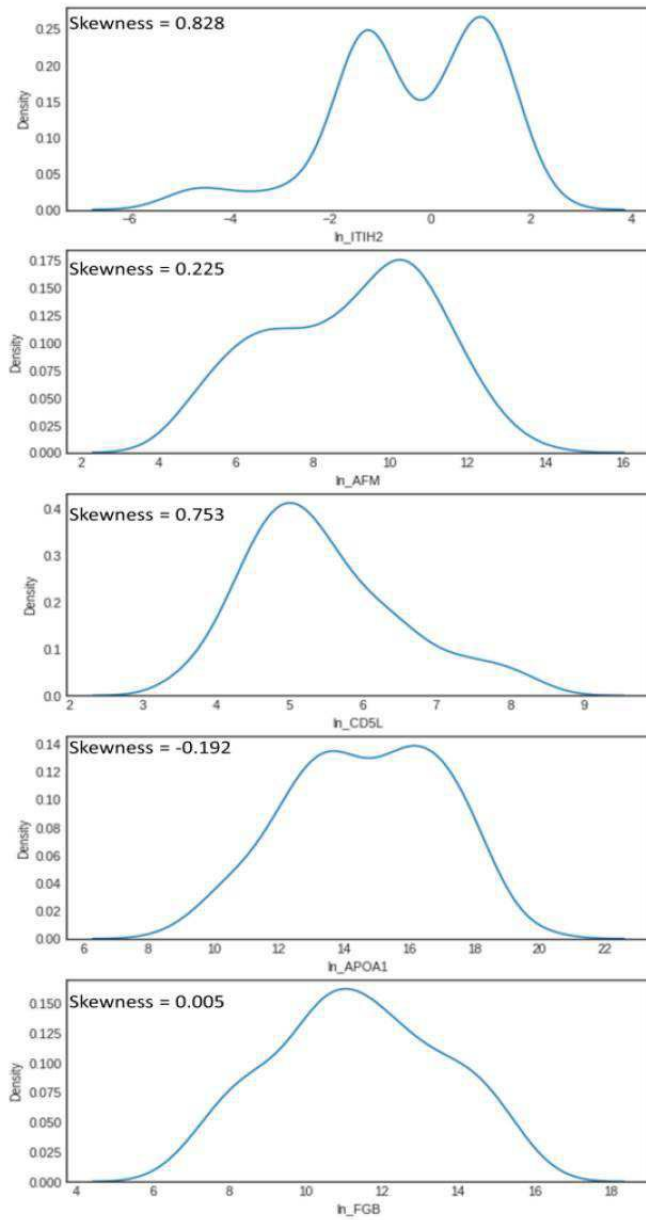 Skewness = 0.828
0.25
0.20
0.15
0.10
0.05
0.00
Density
−6 −4 −2 0 2 4
ln_ITIH2
Skewness = 0.225
0.175
0.150
0.125
0.100
0.075
0.050
0.025
0.000
Density
2 4 6 8 10 12 14 16
ln_AFM
Skewness = 0.753
0.4
0.3
0.2
0.1
0.0
Density
2 3 4 5 6 7 8 9
ln_CD5L
Skewness = -0.192
0.14
0.12
0.10
0.08
0.06
0.04
0.02
0.00
Density
6 8 10 12 14 16 18 20 22
ln_APOA1
Skewness = 0.005
0.150
0.125
0.100
0.075
0.050
0.025
0.000
Density
4 6 8 10 12 14 16 18
ln_FGB